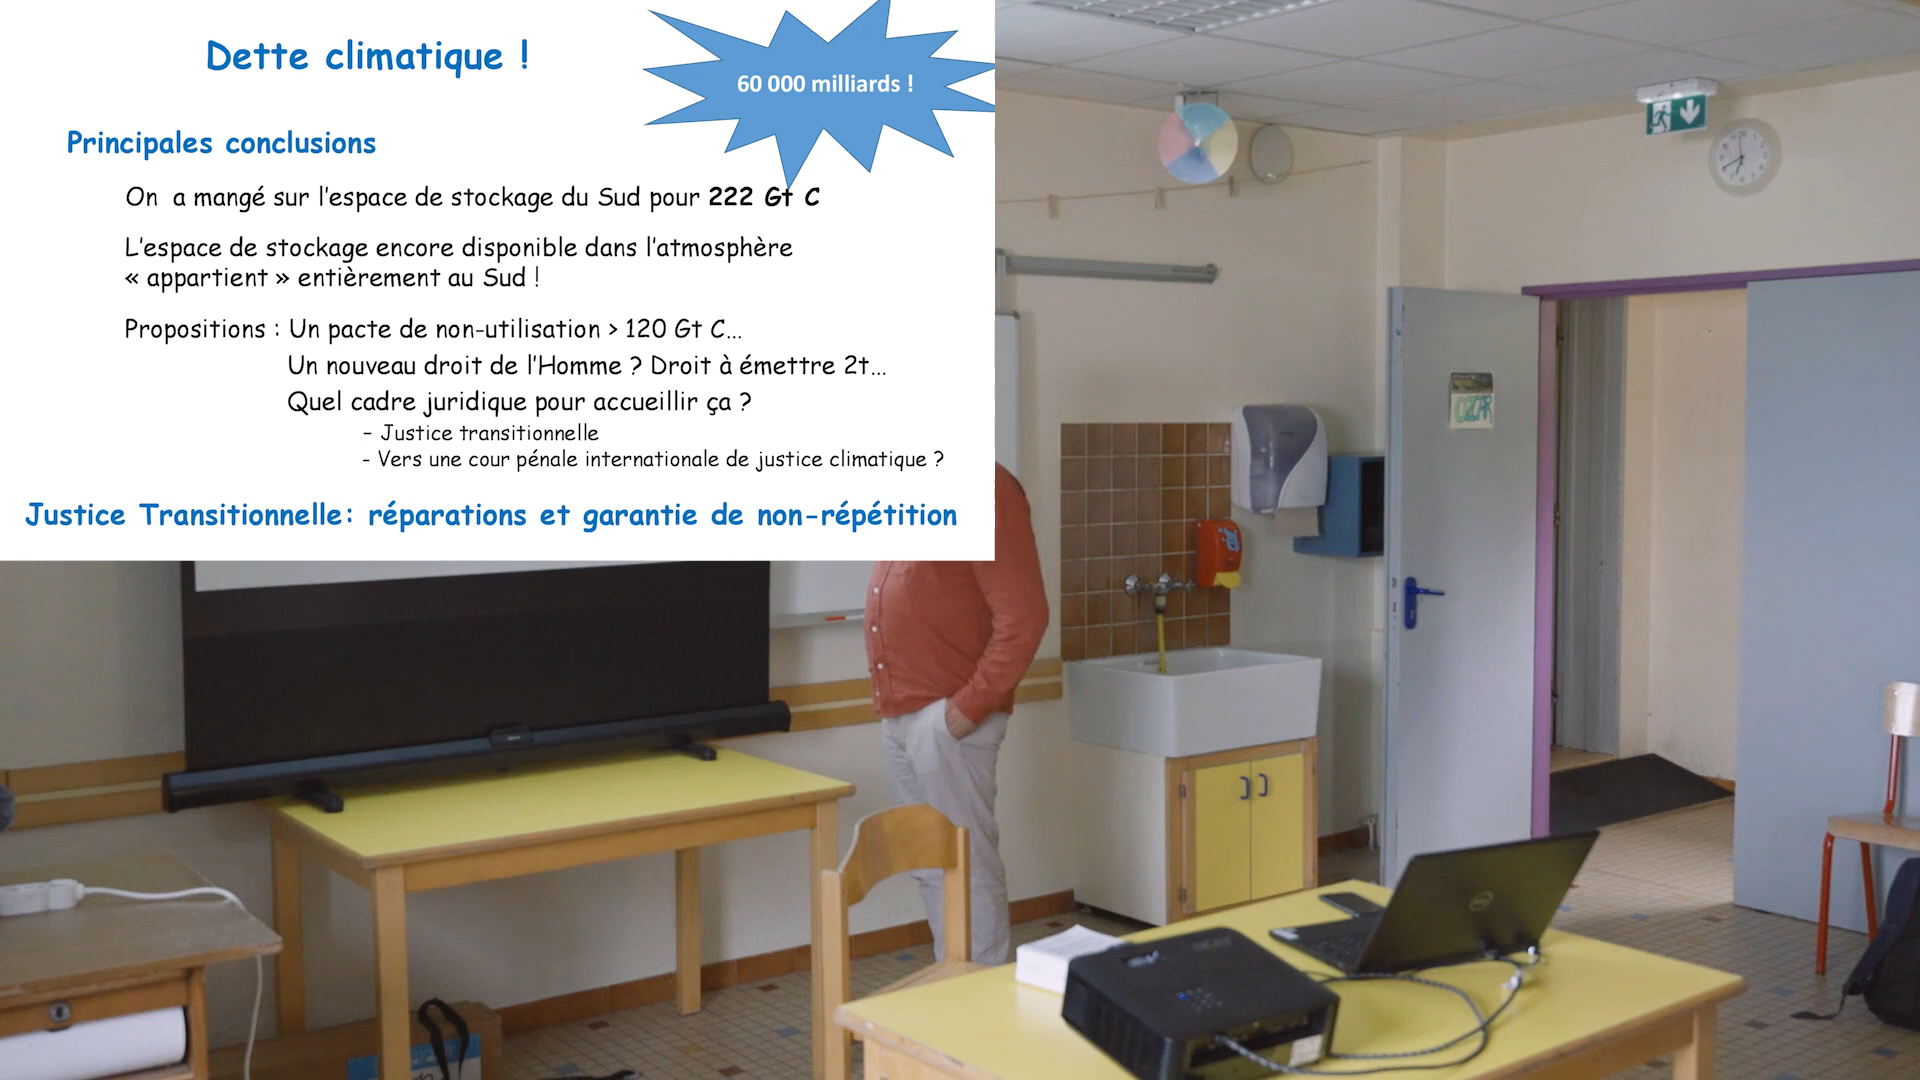 Dette climatique !
60 000 milliards !
Principales conclusions
On a mangé sur l'espace de stockage du Sud pour 222 Gt C
L'espace de stockage encore disponible dans l'atmosphère
« appartient » entièrement au Sud !
Propositions : Un pacte de non-utilisation > 120 Gt C...
Un nouveau droit de l'Homme ? Droit à émettre 2t...
Quel cadre juridique pour accueillir ça ?
- Justice transitionnelle
- Vers une cour pénale internationale de justice climatique ?
Justice Transitionnelle: réparations et garantie de non-répétition
DELL